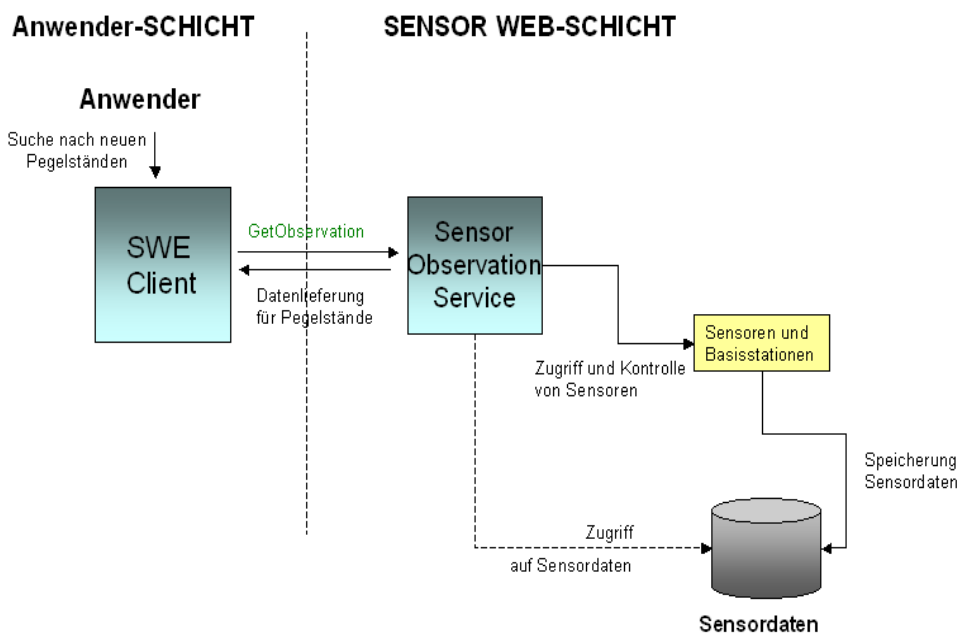 Anwender-SCHICHT
SENSOR WEB-SCHICHT
Anwender
Suche nach neuen
Pegelständen
SWE
Client
GetObservation
Datenlieferung
für Pegelstände
Sensor
Observation
Service
Zugriff und Kontrolle
von Sensoren
Sensoren und
Basisstationen
Speicherung
Sensordaten
Zugriff
auf Sensordaten
Sensordaten